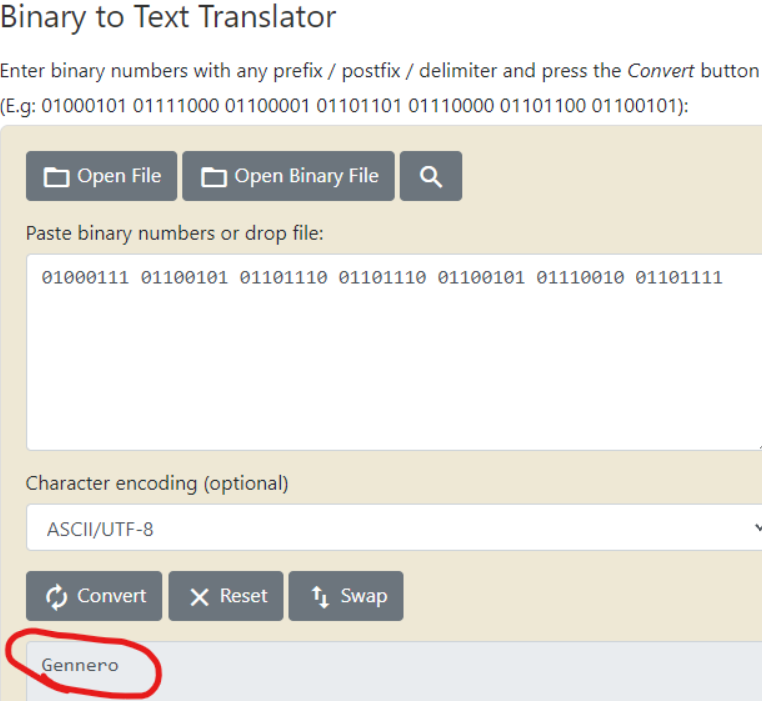 Binary to Text Translator
Enter binary numbers with any prefix / postfix / delimiter and press the Convert button
(E.g: 01000101 01111000 01100001 01101101 01110000 01101100 01100101):
Open File Open Binary File
Paste binary numbers or drop file:
01000111 01100101 01101110 01101110 01100101 01110010 01101111
Character encoding (optional)
ASCII/UTF-8
Convert Reset Swap
Gennero